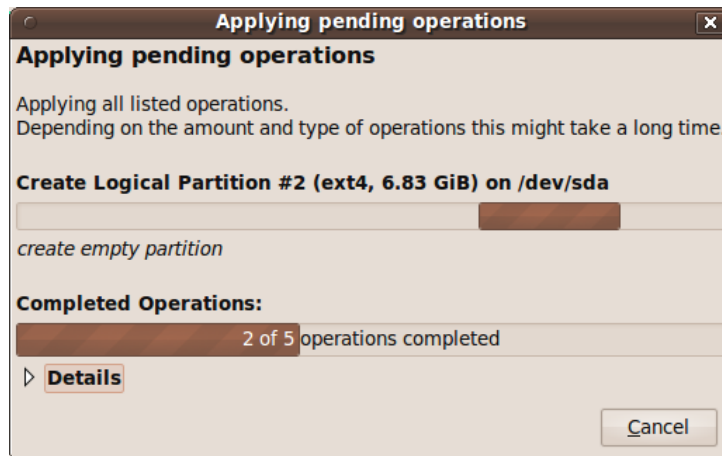 Applying pending operations
Applying pending operations
Applying all listed operations.
Depending on the amount and type of operations this might take a long time
Create Logical Partition #2 (ext4, 6.83 GiB) on /dev/sda
create empty partition
Completed Operations:
2 of 5 operations completed
Details
Cancel